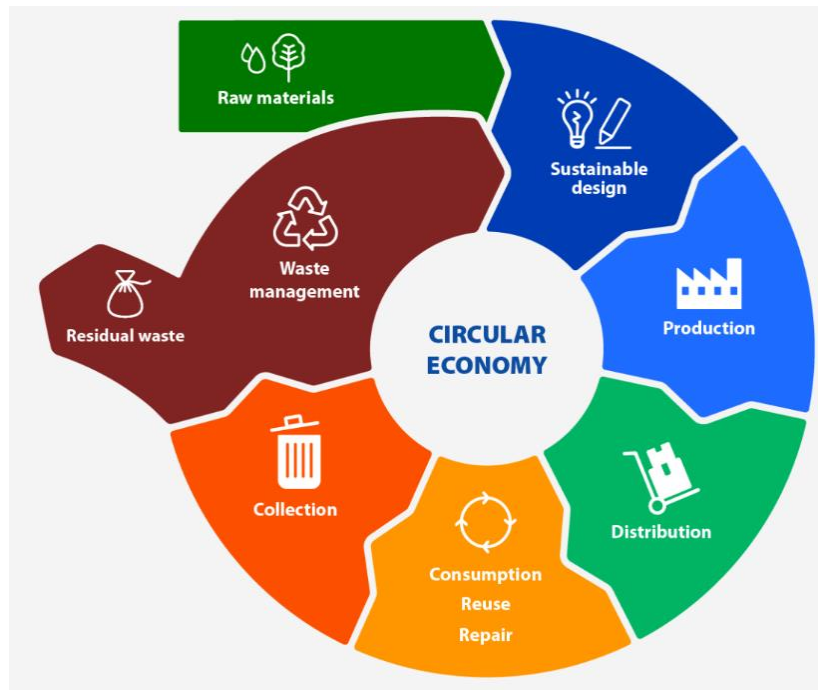 Raw materials
Sustainable
design
Production
Distribution
Consumption
Reuse
Repair
Collection
Waste
management
Residual waste
CIRCULAR
ECONOMY